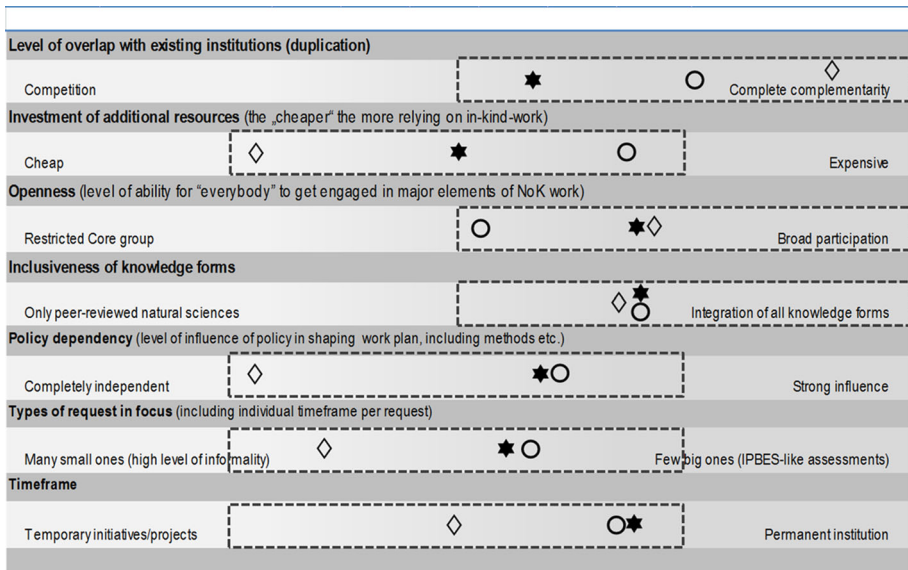 Level of overlap with existing institutions (duplication)
Competition
Complete complementarity
Investment of additional resources (the „cheaper“ the more relying on in-kind-work)
Cheap
Expensive
Openness (level of ability for “everybody” to get engaged in major elements of NoK work)
Restricted Core group
Broad participation
Inclusiveness of knowledge forms
Only peer-reviewed natural sciences
Integration of all knowledge forms
Policy dependency (level of influence of policy in shaping work plan, including methods etc.)
Completely independent
Strong influence
Types of request in focus (including individual timeframe per request)
Many small ones (high level of informality)
Few big ones (IPBES-like assessments)
Timeframe
Temporary initiatives/projects
Permanent institution